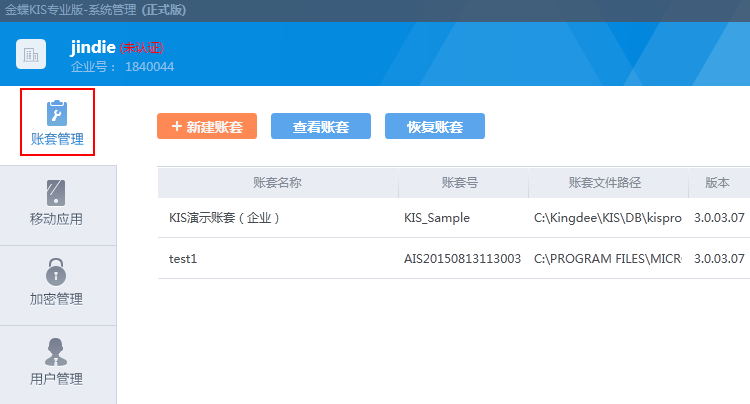 金蝶KIS专业版-系统管理 (正式版)
jindie (未认证)
企业号： 1840044
账套管理
移动应用
加密管理
用户管理
+ 新建账套 查看账套 恢复账套
账套名称 账套号 账套文件路径 版本
KIS演示账套 ( 企业 ) KIS_Sample C:\Kingdee\KIS\DB\kispro 3.0.03.07
test1 AIS20150813113003 C:\PROGRAM FILES\MICR 3.0.03.07